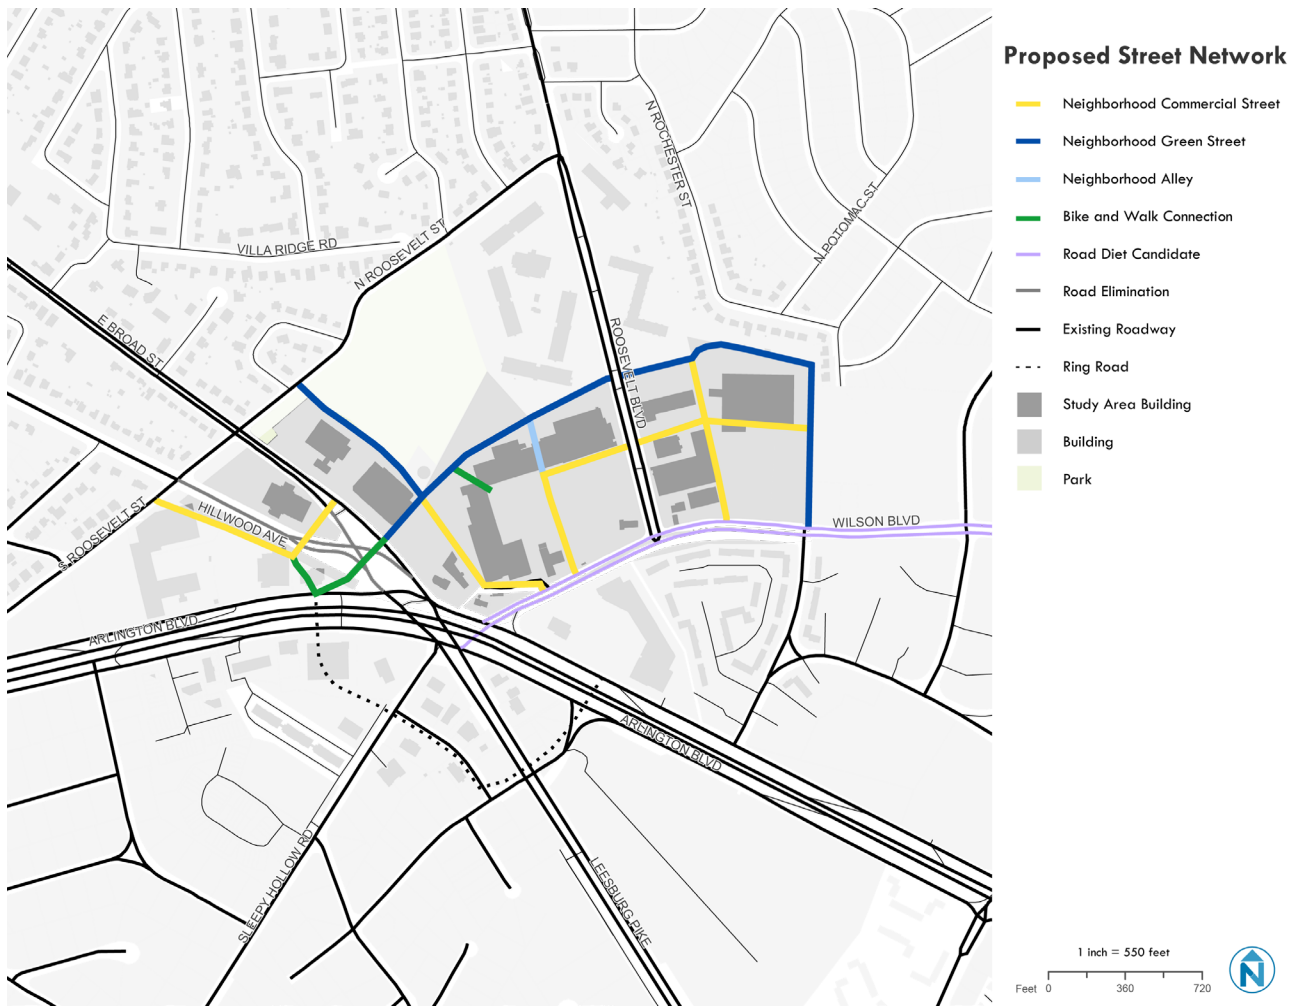 Proposed Street Network
Neighborhood Commercial Street
Neighborhood Green Street
Neighborhood Alley
Bike and Walk Connection
Road Diet Candidate
Road Elimination
Existing Roadway
Ring Road
Study Area Building
Building
Park
N ROCHESTER ST
N POTOMAC ST
VILLA RIDGE RD
N ROOSEVELT ST
E BROAD ST
ROOSEVELT BLVD
HILLWOOD AVE
S ROOSEVELT ST
WILSON BLVD
ARLINGTON BLVD
ARLINGTON BLVD
SLEEPY HOLLOW RD
LEESBURG PIKE
1 inch = 550 feet
Feet 0 360 720
N